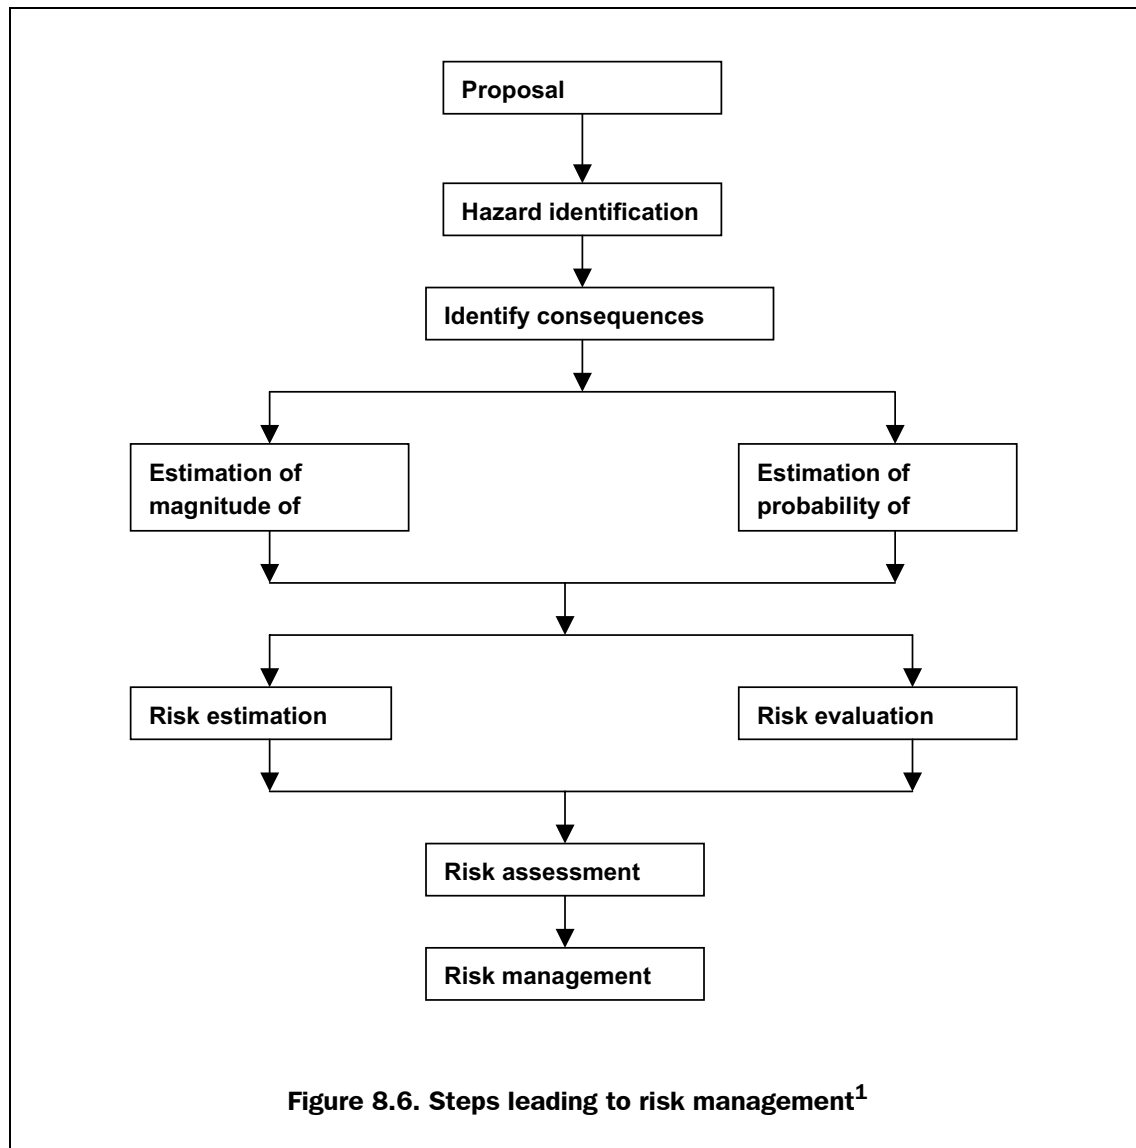 Proposal
Hazard identification
Identify consequences
Estimation of
magnitude of
Estimation of
probability of
Risk estimation
Risk evaluation
Risk assessment
Risk management
Figure 8.6. Steps leading to risk management1